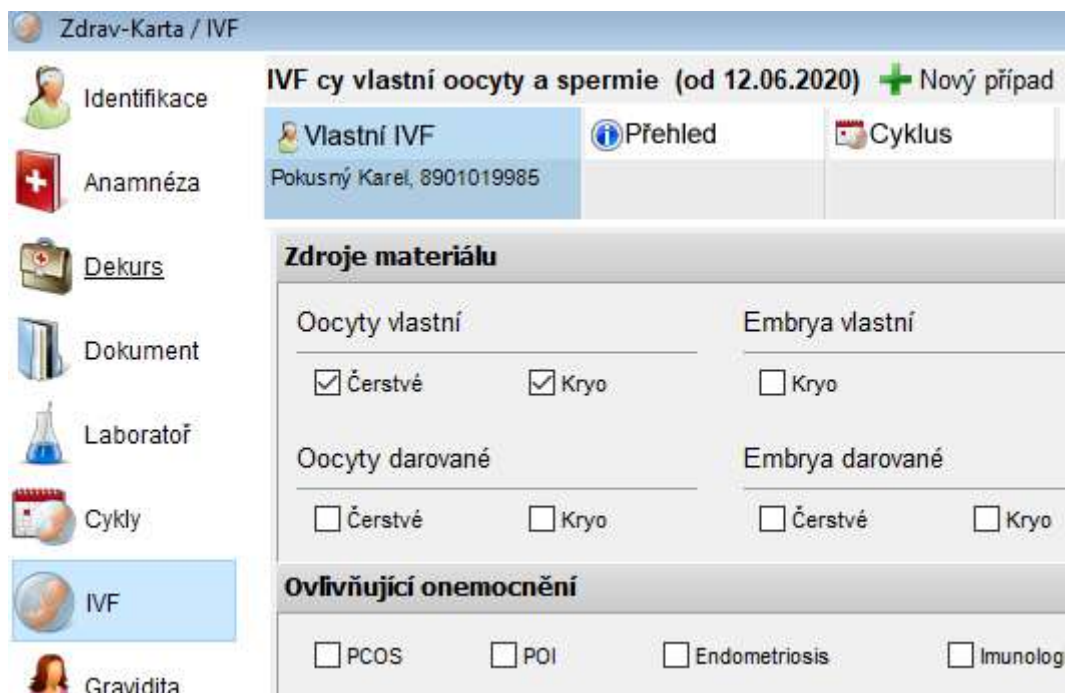 Zdrav-Karta / IVF
Identifikace
Anamnéza
Dekurs
Dokument
Laboratoř
Cykly
IVF
Gravidita
IVF cy vlastní oocyty a spermie (od 12.06.2020) Nový případ
Vlastní IVF Přehled Cyklus
Pokusný Karel, 8901019985
Zdroje materiálu
Oocyty vlastní Embrya vlastní
Čerstvé Kryo Kryo
Oocyty darované Embrya darované
Čerstvé Kryo Čerstvé Kryo
Ovlivňující onemocnění
PCOS POI Endometriosis Imunolog